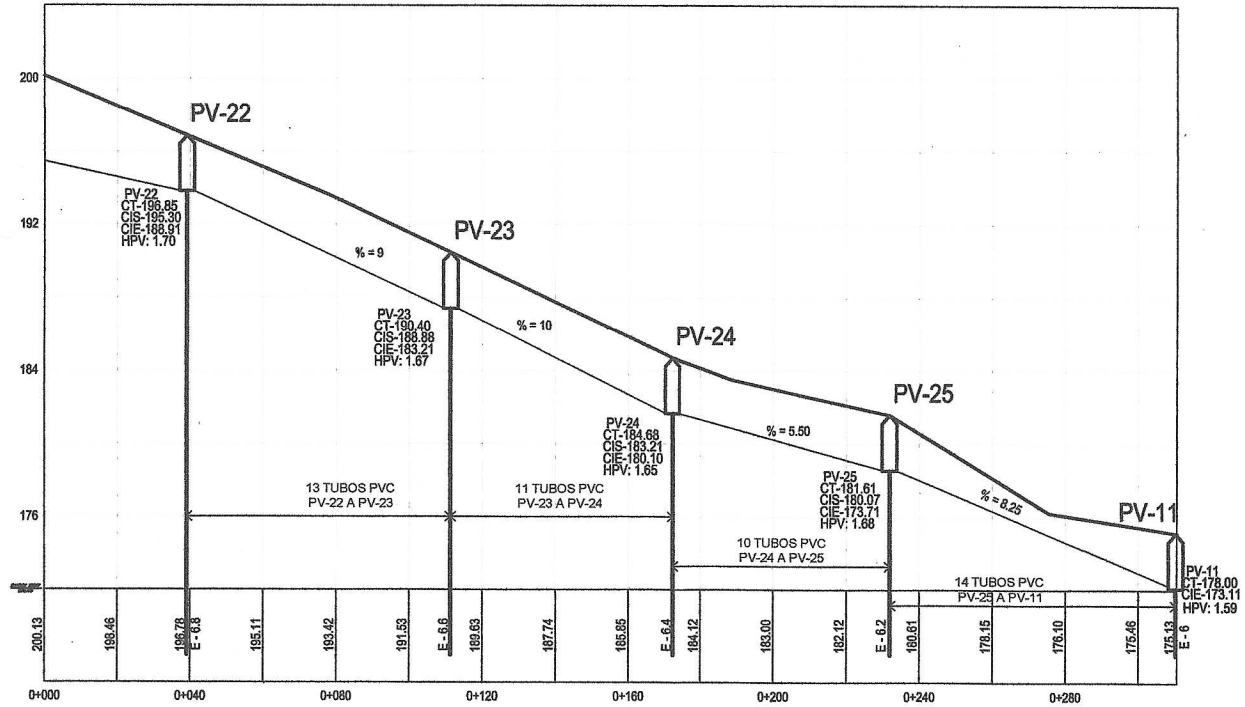 200
192
184
176
PV-22
PV-22
CT-196.85
CIS-195.30
CIE-188.91
HPV: 1.70
% = 9
PV-23
PV-23
CT-190.40
CIS-188.88
CIE-183.21
HPV: 1.67
% = 10
PV-24
PV-24
CT-184.68
CIS-183.21
CIE-180.10
HPV: 1.65
% = 5.50
PV-25
PV-25
CT-181.61
CIS-180.07
CIE-173.71
HPV: 1.68
% = 8.25
PV-11
PV-11
CT-178.00
CIE-173.11
HPV: 1.59
13 TUBOS PVC
PV-22 A PV-23
11 TUBOS PVC
PV-23 A PV-24
10 TUBOS PVC
PV-24 A PV-25
14 TUBOS PVC
PV-25 A PV-11
200.13
198.46
196.78
E - 6.8
195.11
193.42
191.53
E - 6.6
189.63
187.74
185.85
E - 6.4
184.12
183.00
182.12
E - 6.2
180.61
178.15
176.10
175.46
175.13
E - 6
0+000
0+040
0+080
0+120
0+160
0+200
0+240
0+280